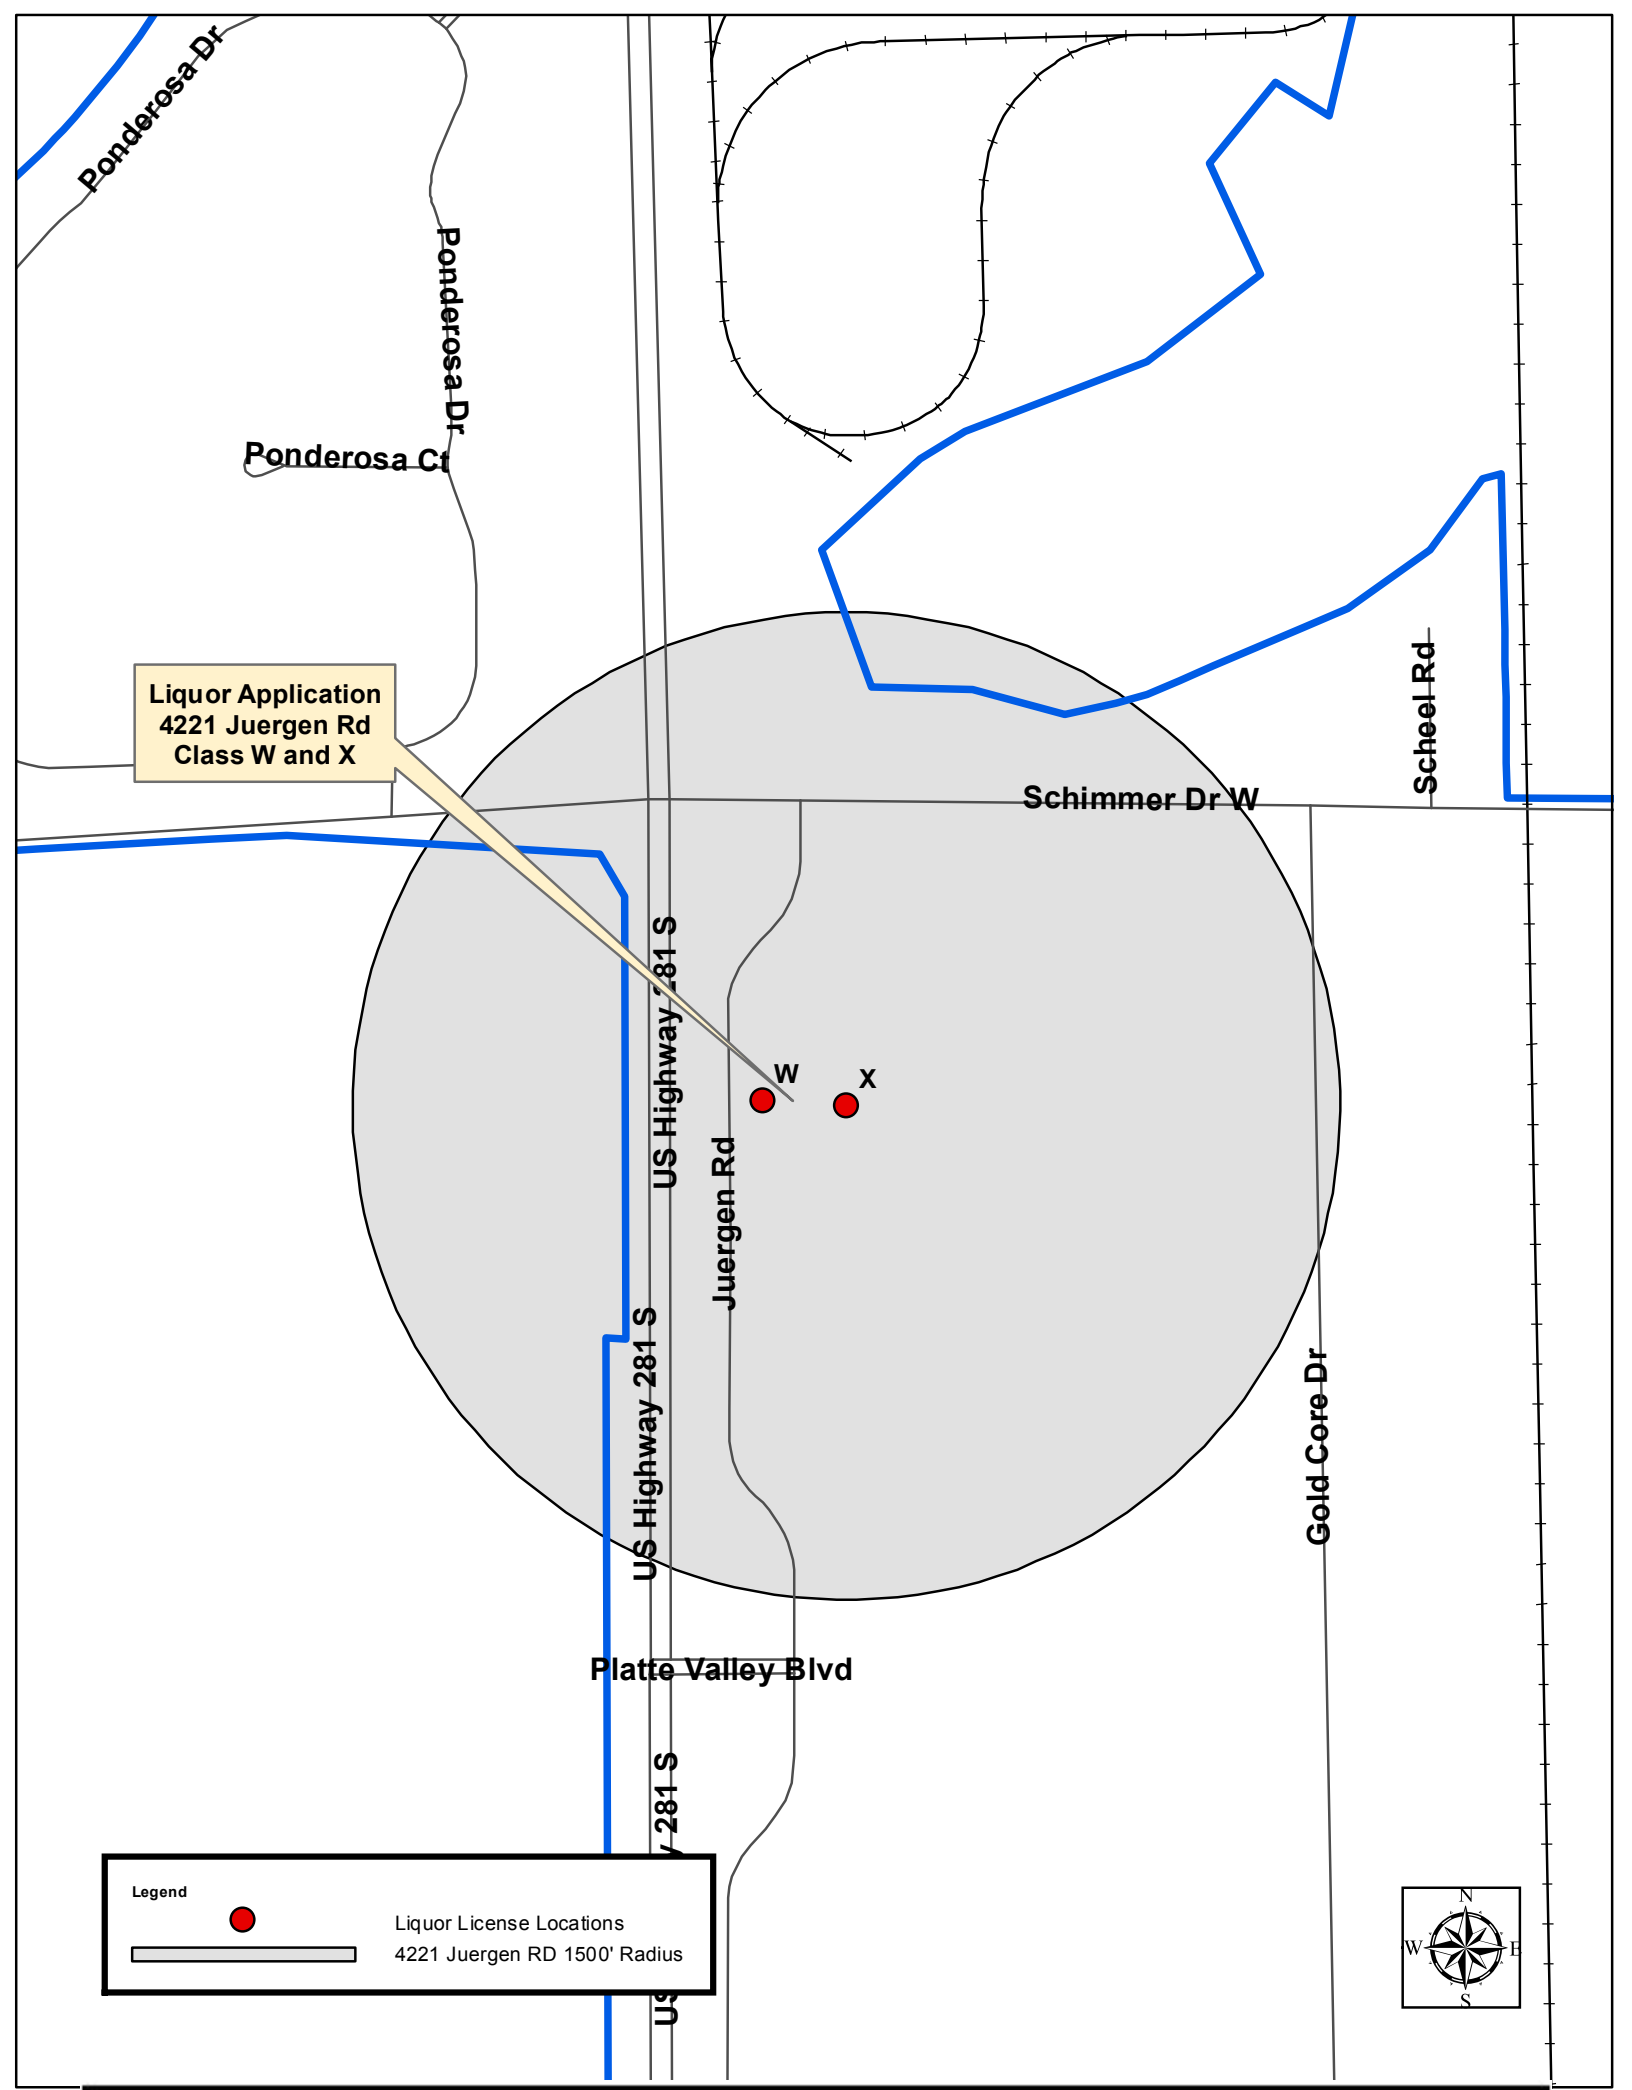 Ponderosa Dr
Ponderosa Dr
Ponderosa Ct
Liquor Application
4221 Juergen Rd
Class W and X
Scheel Rd
Schimmer Dr W
US Highway 281 S
W
X
Juergen Rd
US Highway 281 S
Gold Core Dr
Platte Valley Blvd
281 S
US
Legend
Liquor License Locations
4221 Juergen RD 1500' Radius
N
W
E
S